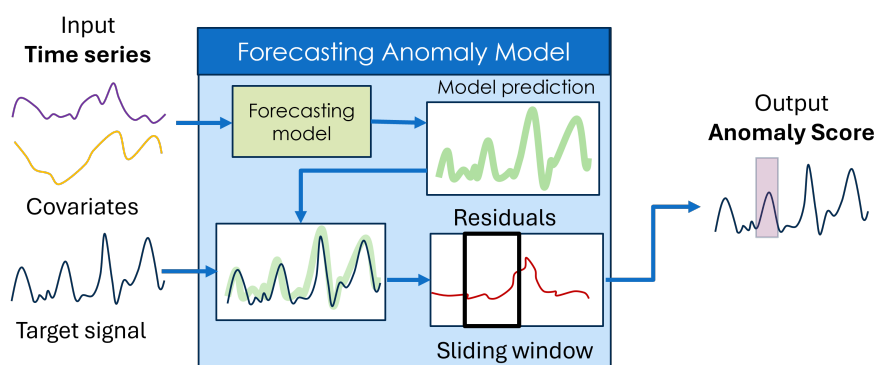 Input
Time series
Covariates
Target signal
Forecasting Anomaly Model
Forecasting
model
Model prediction
Residuals
Sliding window
Output
Anomaly Score